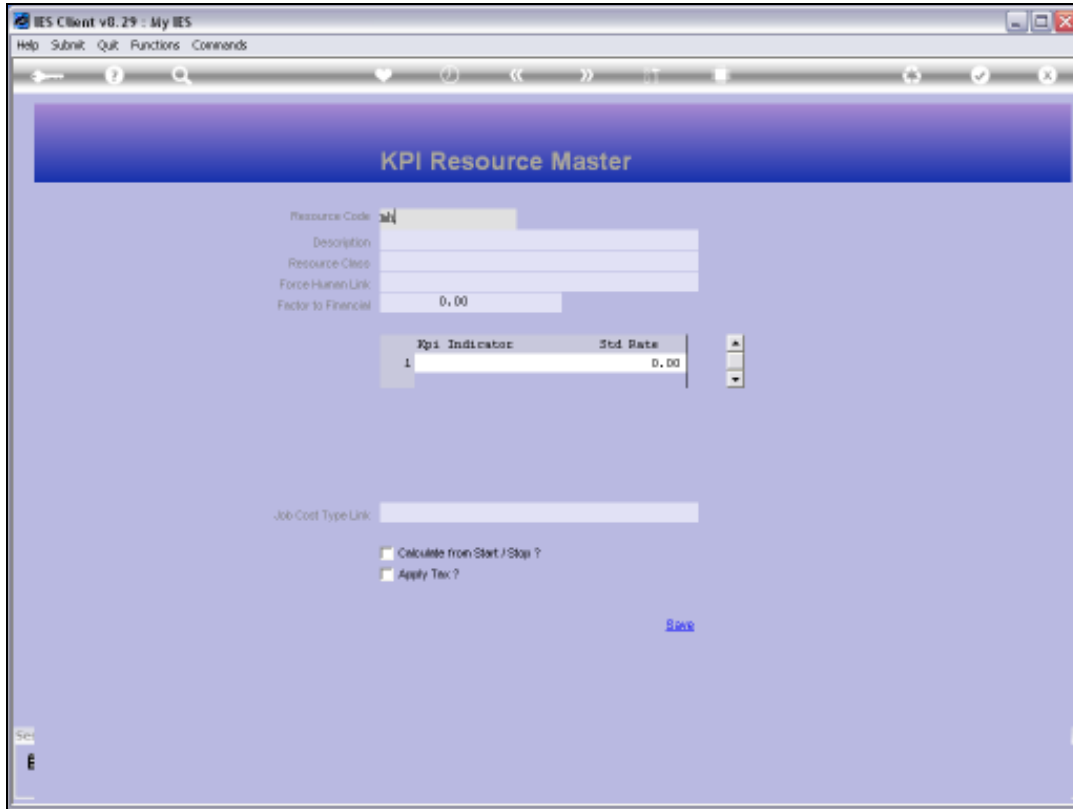 IES Client v8.29 : My IES
Help Submit Quit Functions Commands
KPI Resource Master
Resource Code mh
Description
Resource Class
Force Human Link
Factor to Financial 0.00
Kpi Indicator Std Rate
1 0.00
Job Cost Type Link
Calculate from Start / Stop ?
Apply Tax ?
Save